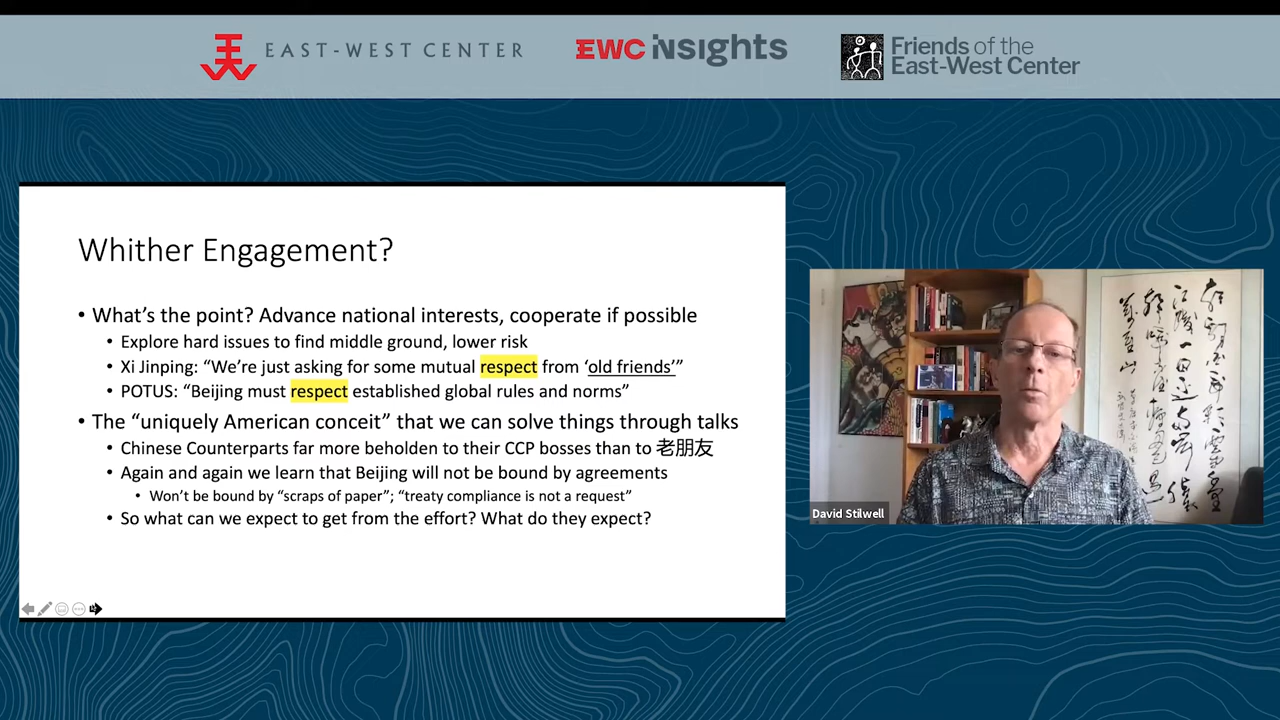 EAST-WEST CENTER
EWC insights
Friends of the
East-West Center
Whither Engagement?
• What’s the point? Advance national interests, cooperate if possible
• Explore hard issues to find middle ground, lower risk
• Xi Jinping: “We’re just asking for some mutual respect from ‘old friends’”
• POTUS: “Beijing must respect established global rules and norms”
• The “uniquely American conceit” that we can solve things through talks
• Chinese Counterparts far more beholden to their CCP bosses than to 老朋友
• Again and again we learn that Beijing will not be bound by agreements
• Won’t be bound by “scraps of paper”; “treaty compliance is not a request”
• So what can we expect to get from the effort? What do they expect?
David Stilwell